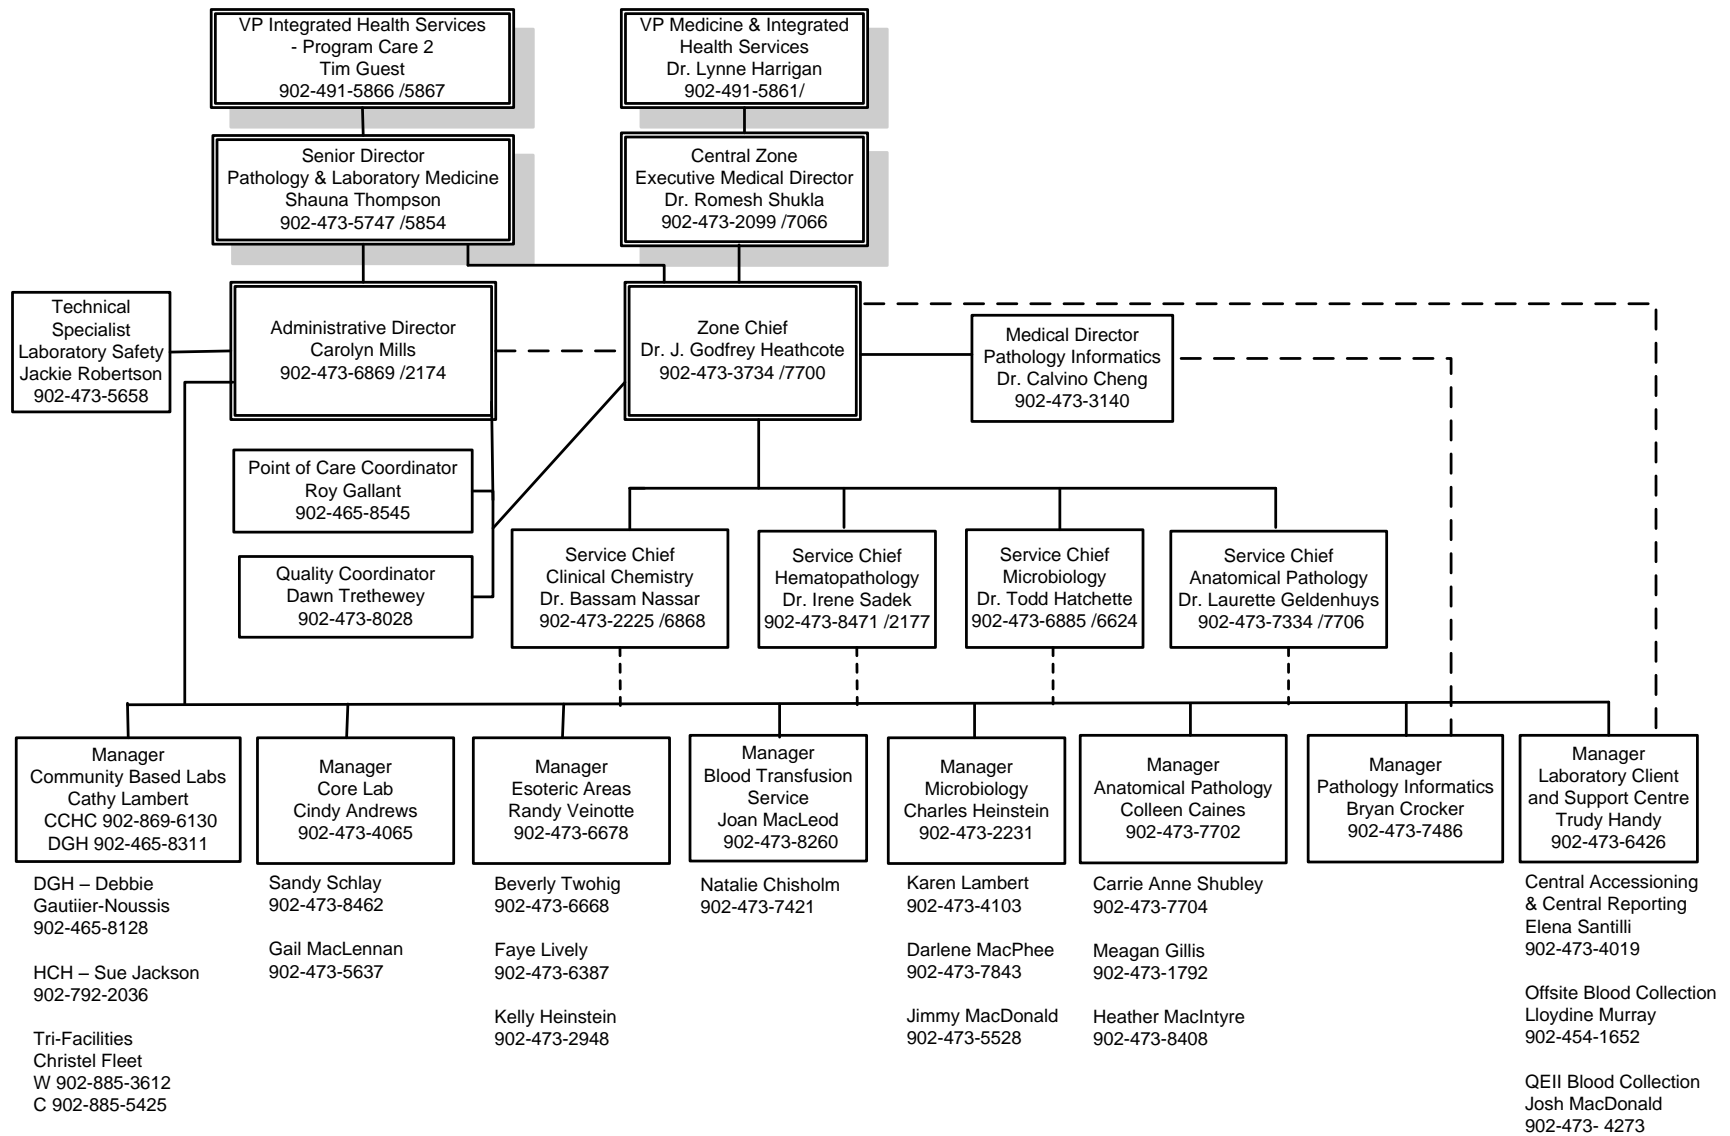 VP Integrated Health Services
- Program Care 2
Tim Guest
902-491-5866 /5867
VP Medicine & Integrated
Health Services
Dr. Lynne Harrigan
902-491-5861/
Senior Director
Pathology & Laboratory Medicine
Shauna Thompson
902-473-5747 /5854
Central Zone
Executive Medical Director
Dr. Romesh Shukla
902-473-2099 /7066
Technical
Specialist
Laboratory Safety
Jackie Robertson
902-473-5658
Administrative Director
Carolyn Mills
902-473-6869 /2174
Zone Chief
Dr. J. Godfrey Heathcote
902-473-3734 /7700
Medical Director
Pathology Informatics
Dr. Calvino Cheng
902-473-3140
Point of Care Coordinator
Roy Gallant
902-465-8545
Quality Coordinator
Dawn Trethewey
902-473-8028
Service Chief
Clinical Chemistry
Dr. Bassam Nassar
902-473-2225 /6868
Service Chief
Hematopathology
Dr. Irene Sadek
902-473-8471 /2177
Service Chief
Microbiology
Dr. Todd Hatchette
902-473-6885 /6624
Service Chief
Anatomical Pathology
Dr. Laurette Geldenhuys
902-473-7334 /7706
Manager
Community Based Labs
Cathy Lambert
CCHC 902-869-6130
DGH 902-465-8311
Manager
Core Lab
Cindy Andrews
902-473-4065
Manager
Esoteric Areas
Randy Veinotte
902-473-6678
Manager
Blood Transfusion
Service
Joan MacLeod
902-473-8260
Manager
Microbiology
Charles Heinstein
902-473-2231
Manager
Anatomical Pathology
Colleen Caines
902-473-7702
Manager
Pathology Informatics
Bryan Crocker
902-473-7486
Manager
Laboratory Client
and Support Centre
Trudy Handy
902-473-6426
DGH – Debbie
Gautiier-Noussis
902-465-8128
HCH – Sue Jackson
902-792-2036
Tri-Facilities
Christel Fleet
W 902-885-3612
C 902-885-5425
Sandy Schlay
902-473-8462
Gail MacLennan
902-473-5637
Beverly Twohig
902-473-6668
Faye Lively
902-473-6387
Kelly Heinstein
902-473-2948
Natalie Chisholm
902-473-7421
Karen Lambert
902-473-4103
Darlene MacPhee
902-473-7843
Jimmy MacDonald
902-473-5528
Carrie Anne Shubley
902-473-7704
Meagan Gillis
902-473-1792
Heather MacIntyre
902-473-8408
Central Accessioning
& Central Reporting
Elena Santilli
902-473-4019
Offsite Blood Collection
Lloydine Murray
902-454-1652
QEII Blood Collection
Josh MacDonald
902-473- 4273